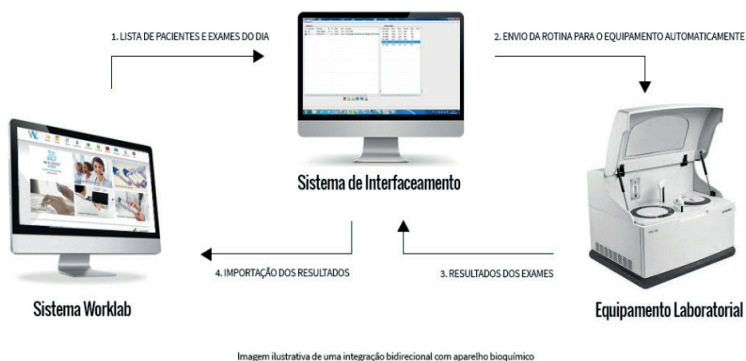 1. LISTA DE PACIENTES E EXAMES DO DIA
2. ENVIO DA ROTINA PARA O EQUIPAMENTO AUTOMATICAMENTE
Sistema de Interfaceamento
4. IMPORTAÇÃO DOS RESULTADOS
3. RESULTADOS DOS EXAMES
Sistema Worklab
Equipamento Laboratorial
Imagem ilustrativa de uma integração bidirecional com aparelho bioquímico